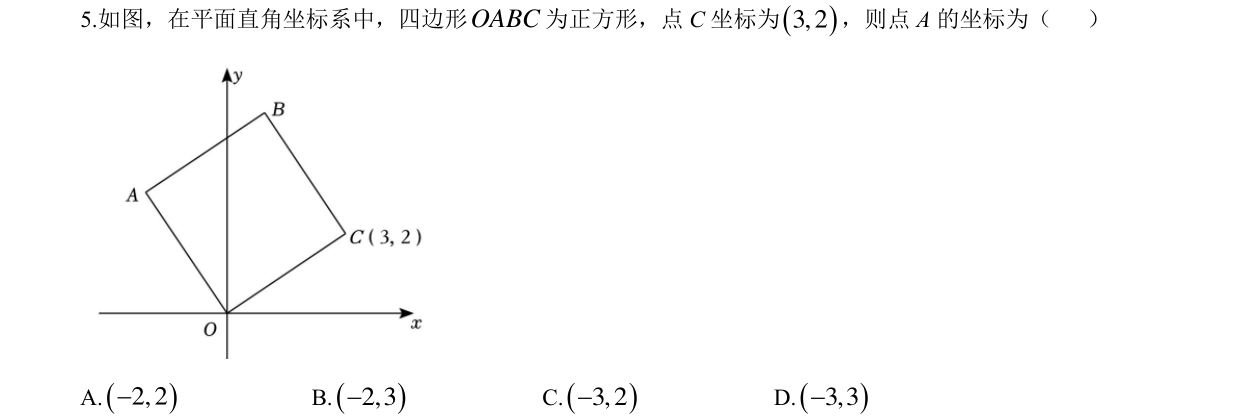 5.如图，在平面直角坐标系中，四边形OABC为正方形，点C坐标为(3,2)，则点A的坐标为（　　）
y
B
A
C(3, 2)
O
x
A.(−2,2)　B.(−2,3)　C.(−3,2)　D.(−3,3)